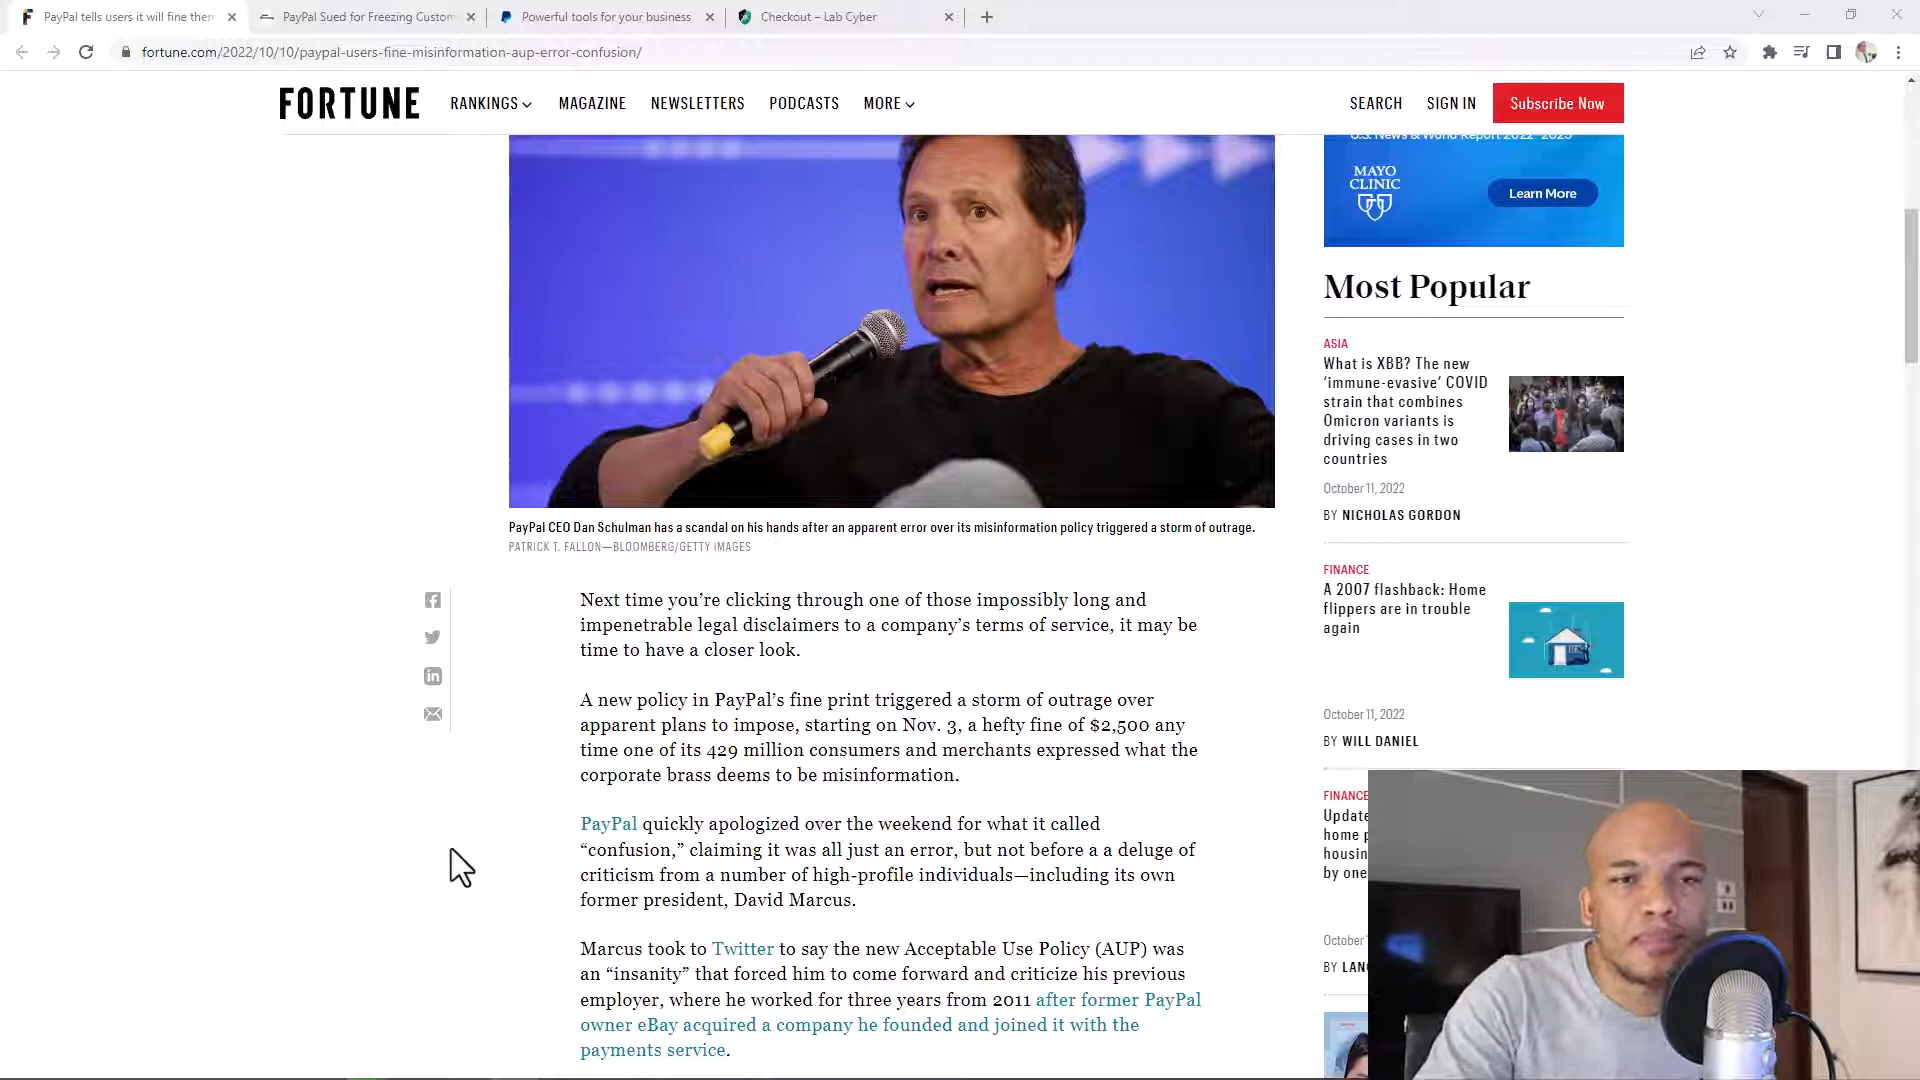 PayPal tells users it will fine them
PayPal Sued for Freezing Custom
Powerful tools for your business
Checkout – Lab Cyber
fortune.com/2022/10/10/paypal-users-fine-misinformation-aup-error-confusion/
FORTUNE
RANKINGS
MAGAZINE
NEWSLETTERS
PODCASTS
MORE
SEARCH
SIGN IN
Subscribe Now
U.S. News & World Report 2022-2023
MAYO
CLINIC
Learn More
PayPal CEO Dan Schulman has a scandal on his hands after an apparent error over its misinformation policy triggered a storm of outrage.
PATRICK T. FALLON—BLOOMBERG/GETTY IMAGES
Next time you’re clicking through one of those impossibly long and
impenetrable legal disclaimers to a company’s terms of service, it may be
time to have a closer look.
A new policy in PayPal’s fine print triggered a storm of outrage over
apparent plans to impose, starting on Nov. 3, a hefty fine of $2,500 any
time one of its 429 million consumers and merchants expressed what the
corporate brass deems to be misinformation.
PayPal quickly apologized over the weekend for what it called
“confusion,” claiming it was all just an error, but not before a a deluge of
criticism from a number of high-profile individuals—including its own
former president, David Marcus.
Marcus took to Twitter to say the new Acceptable Use Policy (AUP) was
an “insanity” that forced him to come forward and criticize his previous
employer, where he worked for three years from 2011 after former PayPal
owner eBay acquired a company he founded and joined it with the
payments service.
Most Popular
ASIA
What is XBB? The new
‘immune-evasive’ COVID
strain that combines
Omicron variants is
driving cases in two
countries
October 11, 2022
BY NICHOLAS GORDON
FINANCE
A 2007 flashback: Home
flippers are in trouble
again
October 11, 2022
BY WILL DANIEL
FINANCE
Update
home p
housin
by one
October 1
BY LANC